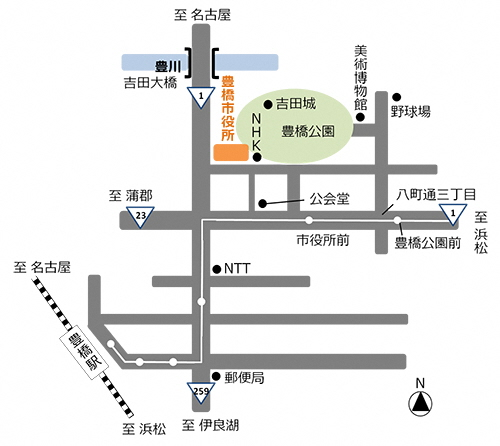 至 名古屋
豊川
吉田大橋
1
豊橋市役所
NHK
吉田城
豊橋公園
美術博物館
野球場
至 蒲郡
23
公会堂
八町通三丁目
1
至 浜松
市役所前
豊橋公園前
至 名古屋
NTT
豊橋駅
郵便局
259
N
至 浜松
至 伊良湖